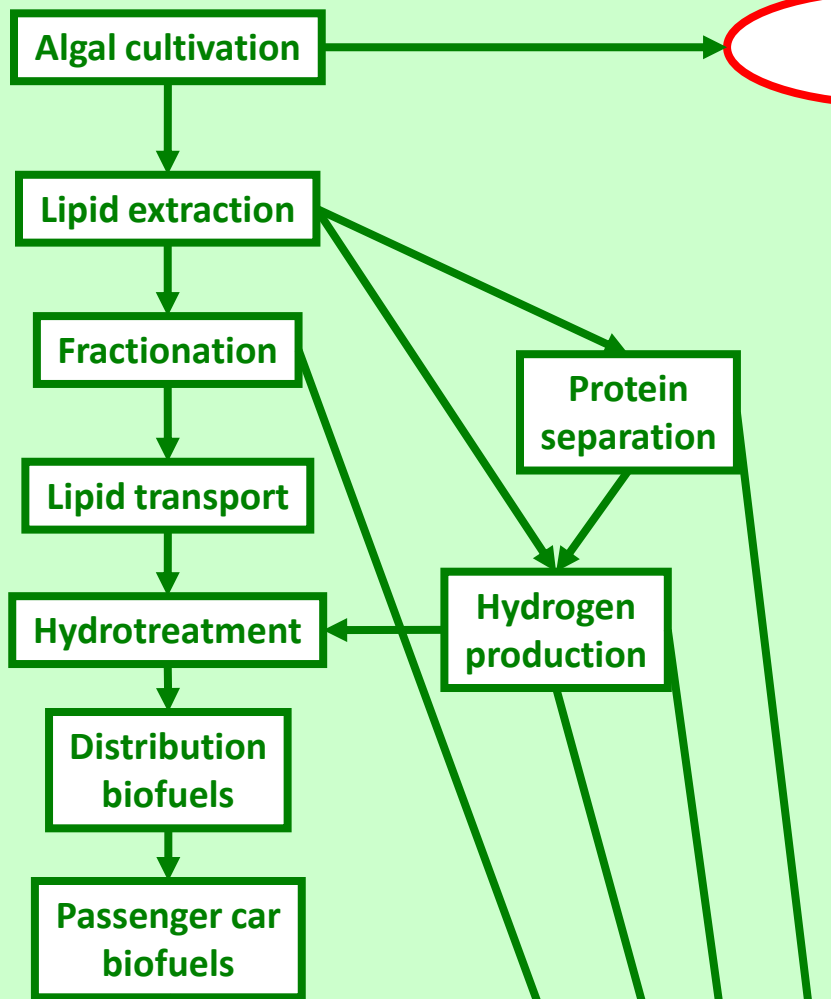 Algal cultivation
Lipid extraction
Fractionation
Protein
separation
Lipid transport
Hydrotreatment
Hydrogen
production
Distribution
biofuels
Passenger car
biofuels